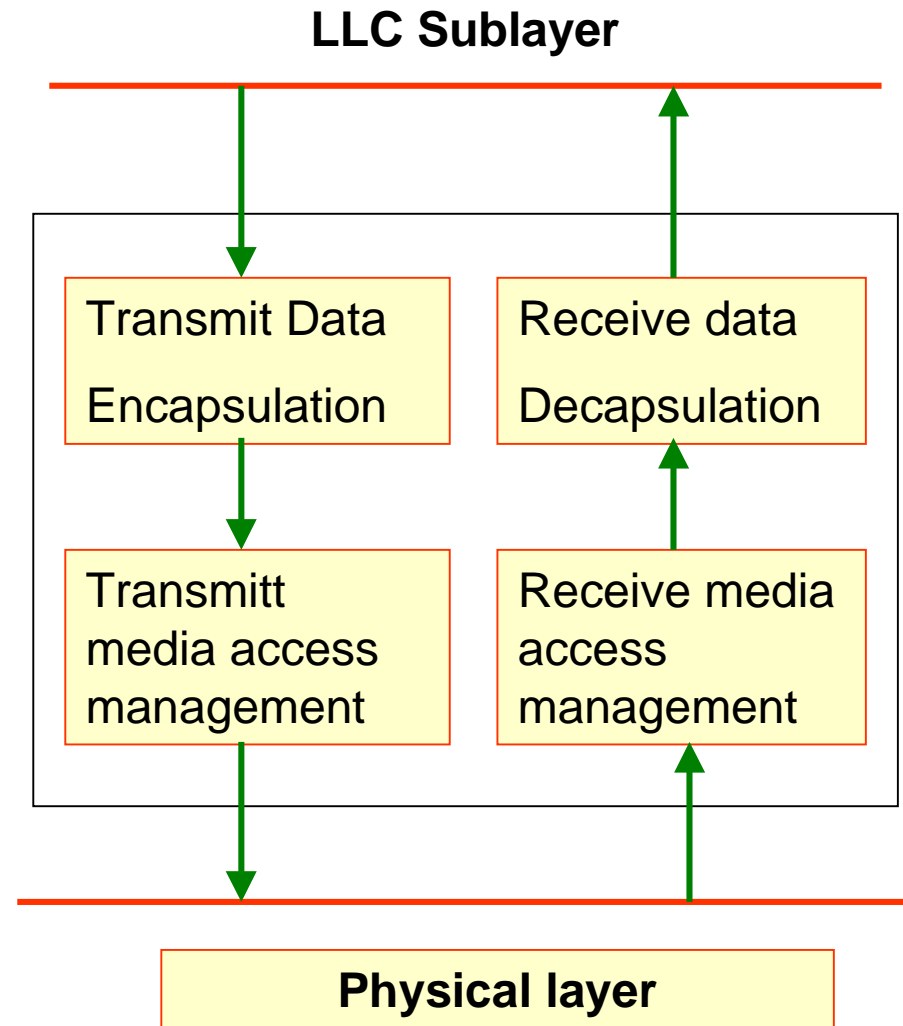 LLC Sublayer
Transmit Data
Encapsulation
Receive data
Decapsulation
Transmitt
media access
management
Receive media
access
management
Physical layer